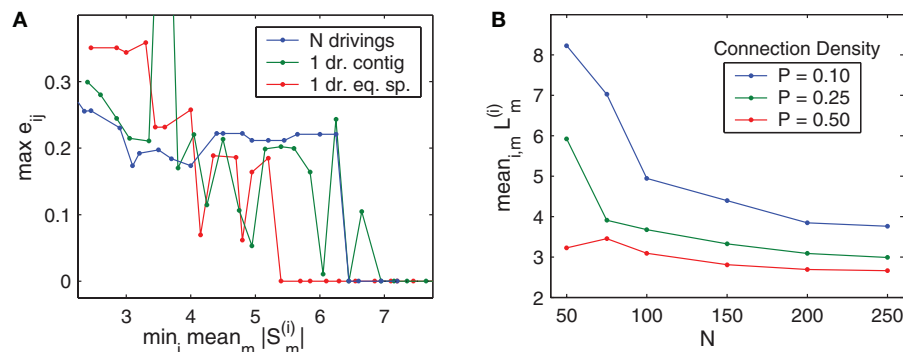 A
max e_ij
0.3
0.2
0.1
0
3
4
5
6
7
min_i mean_m |S_m^(i)|
N drivings
1 dr. contig
1 dr. eq. sp.
B
mean_i,m L_m^(i)
8
7
6
5
4
3
2
50
100
150
200
250
N
Connection Density
P = 0.10
P = 0.25
P = 0.50